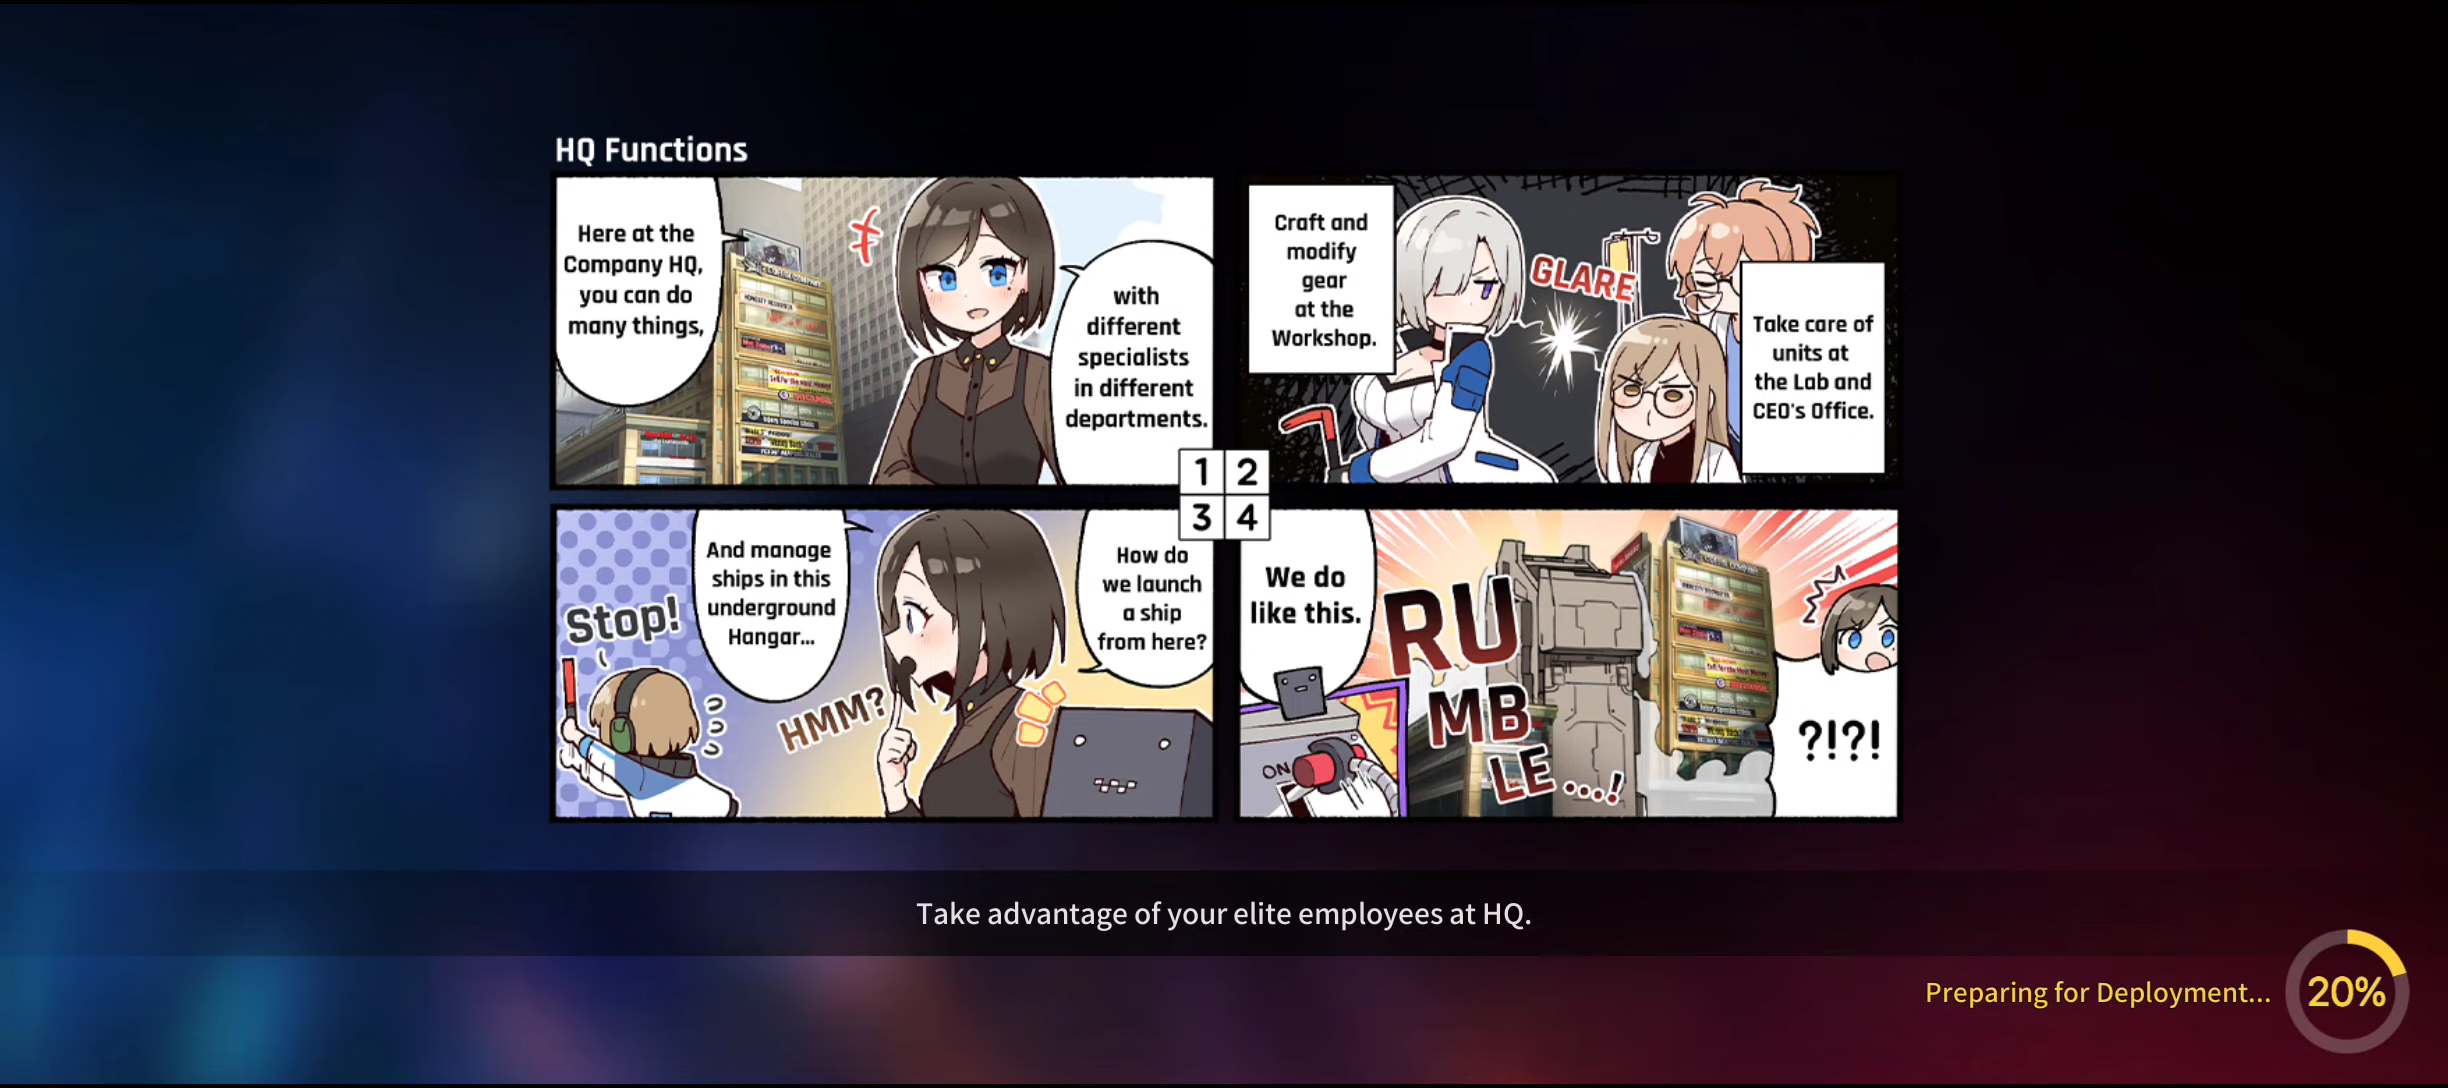 HQ Functions
Here at the
Company HQ,
you can do
many things,
with
different
specialists
in different
departments.
Craft and
modify
gear
at the
Workshop.
GLARE
Take care of
units at
the Lab and
CEO's Office.
1 2
3 4
Stop!
And manage
ships in this
underground
Hangar...
HMM?
How do
we launch
a ship
from here?
We do
like this.
ON
RU
MB
LE...!
?!?!
Take advantage of your elite employees at HQ.
Preparing for Deployment...
20%